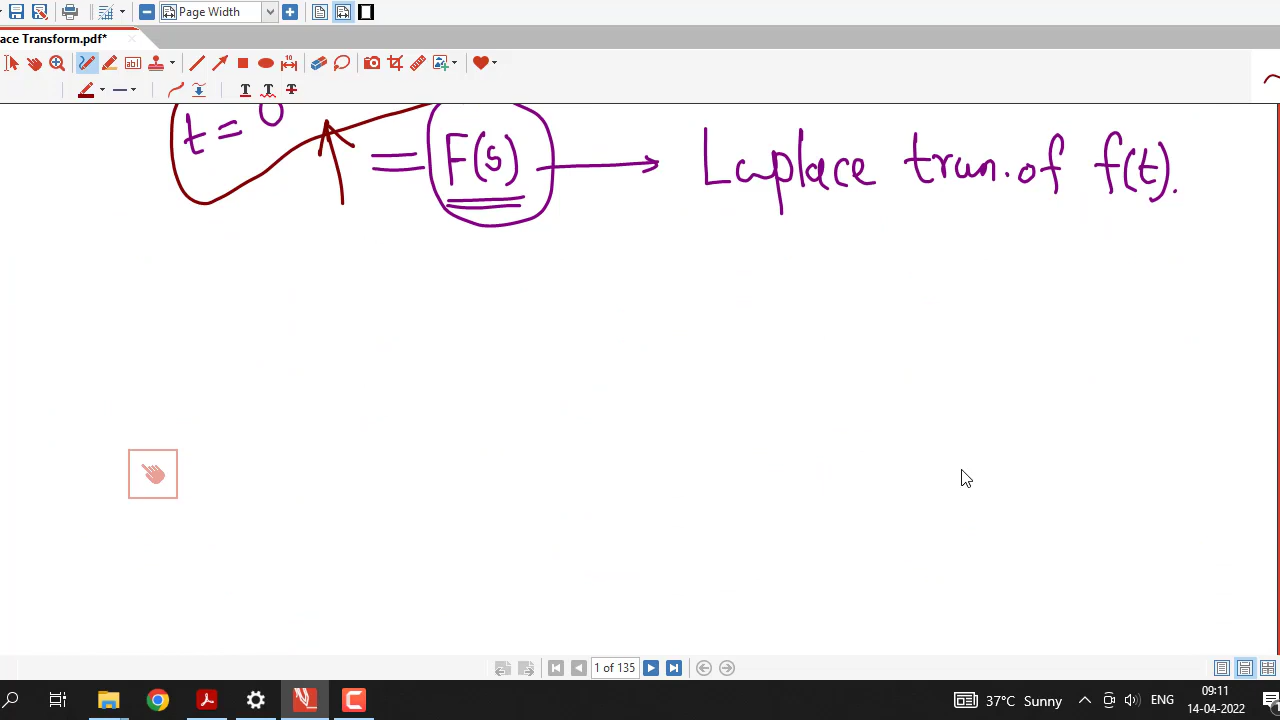 Page Width
ace Transform.pdf*
10
T T T
t = 0
= F(s) → Laplace tran. of f(t).
1 of 135
37°C Sunny
ENG
09:11
14-04-2022